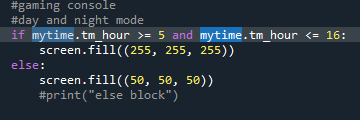 #gaming console
#day and night mode
if mytime.tm_hour >= 5 and mytime.tm_hour <= 16:
    screen.fill((255, 255, 255))
else:
    screen.fill((50, 50, 50))
    #print("else block")